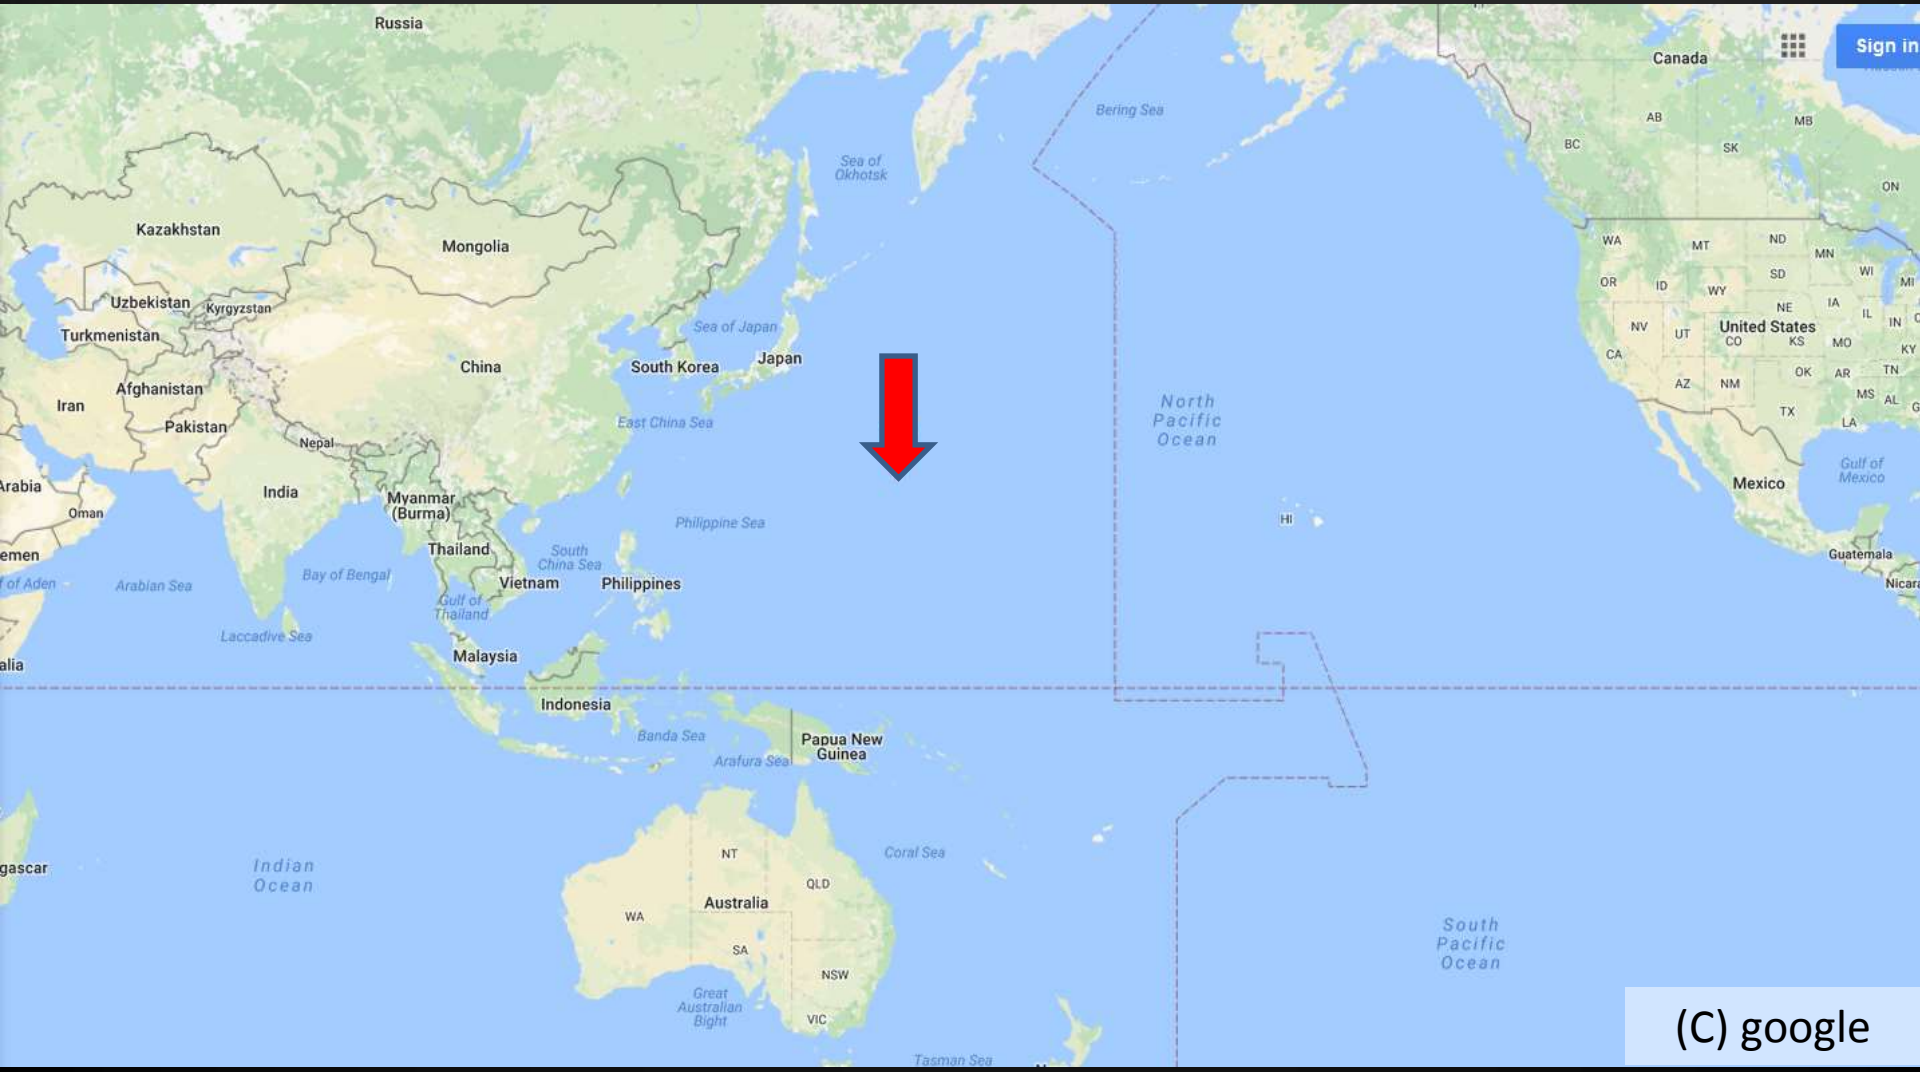 Russia
Canada
Sign in
Bering Sea
AB
MB
BC
SK
Sea of
Okhotsk
ON
Kazakhstan
Mongolia
WA
MT
ND
MN
OR
ID
WY
SD
WI
MI
Uzbekistan
Kyrgyzstan
NE
IA
IL
IN
Turkmenistan
Sea of Japan
NV
UT
United States
CO
KS
MO
KY
China
South Korea
Japan
CA
Afghanistan
AZ
NM
OK
AR
TN
Iran
Pakistan
East China Sea
North
Pacific
Ocean
MS
AL
TX
LA
Nepal
Gulf of
Mexico
Mexico
Arabia
Oman
India
Myanmar
(Burma)
Philippine Sea
HI
emen
Thailand
South
China Sea
Guatemala
f of Aden
Arabian Sea
Bay of Bengal
Vietnam
Philippines
Nicara
Gulf of
Thailand
Laccadive Sea
alia
Malaysia
Indonesia
Banda Sea
Arafura Sea
Papua New
Guinea
gascar
Indian
Ocean
NT
QLD
Coral Sea
WA
Australia
SA
NSW
South
Pacific
Ocean
Great
Australian
Bight
VIC
Tasman Sea
(C) google